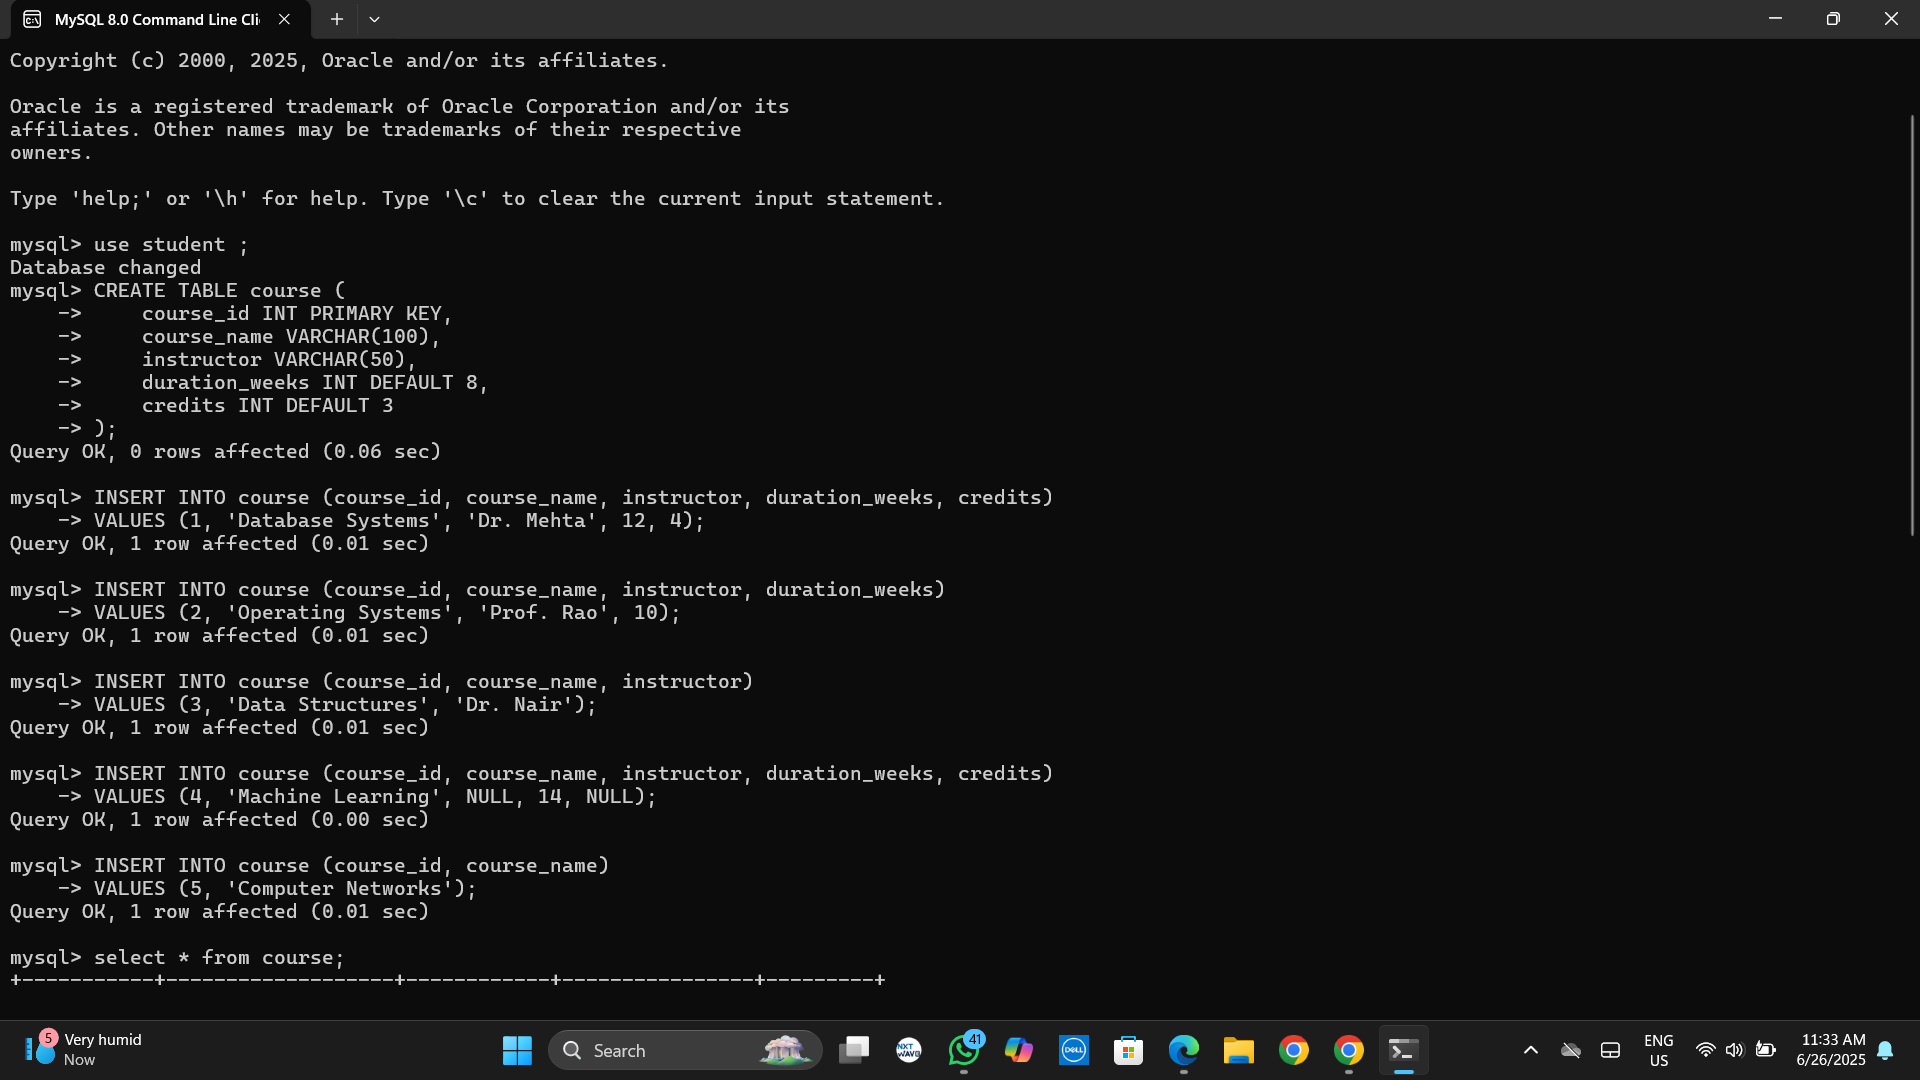 MySQL 8.0 Command Line Cli
Copyright (c) 2000, 2025, Oracle and/or its affiliates.
Oracle is a registered trademark of Oracle Corporation and/or its
affiliates. Other names may be trademarks of their respective
owners.
Type 'help;' or '\h' for help. Type '\c' to clear the current input statement.
mysql> use student ;
Database changed
mysql> CREATE TABLE course (
    ->     course_id INT PRIMARY KEY,
    ->     course_name VARCHAR(100),
    ->     instructor VARCHAR(50),
    ->     duration_weeks INT DEFAULT 8,
    ->     credits INT DEFAULT 3
    -> );
Query OK, 0 rows affected (0.06 sec)
mysql> INSERT INTO course (course_id, course_name, instructor, duration_weeks, credits)
    -> VALUES (1, 'Database Systems', 'Dr. Mehta', 12, 4);
Query OK, 1 row affected (0.01 sec)
mysql> INSERT INTO course (course_id, course_name, instructor, duration_weeks)
    -> VALUES (2, 'Operating Systems', 'Prof. Rao', 10);
Query OK, 1 row affected (0.01 sec)
mysql> INSERT INTO course (course_id, course_name, instructor)
    -> VALUES (3, 'Data Structures', 'Dr. Nair');
Query OK, 1 row affected (0.01 sec)
mysql> INSERT INTO course (course_id, course_name, instructor, duration_weeks, credits)
    -> VALUES (4, 'Machine Learning', NULL, 14, NULL);
Query OK, 1 row affected (0.00 sec)
mysql> INSERT INTO course (course_id, course_name)
    -> VALUES (5, 'Computer Networks');
Query OK, 1 row affected (0.01 sec)
mysql> select * from course;
+-----------+-------------------+------------+----------------+---------+
5
Very humid
Now
Search
NXT
WAVE
41
DELL
ENG
US
11:33 AM
6/26/2025